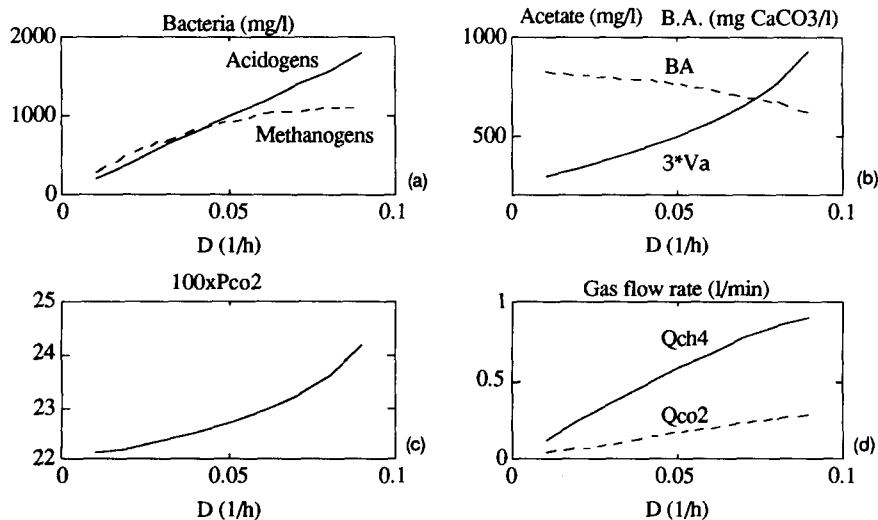 Bacteria (mg/l)
2000
1000
0
Acidogens
Methanogens
(a)
0
0.05
0.1
D (1/h)
Acetate (mg/l) B.A. (mg CaCO3/l)
1000
500
BA
3*Va
(b)
0
0.05
0.1
D (1/h)
100xPco2
25
24
23
22
(c)
0
0.05
0.1
D (1/h)
Gas flow rate (l/min)
1
0.5
0
Qch4
Qco2
(d)
0
0.05
0.1
D (1/h)